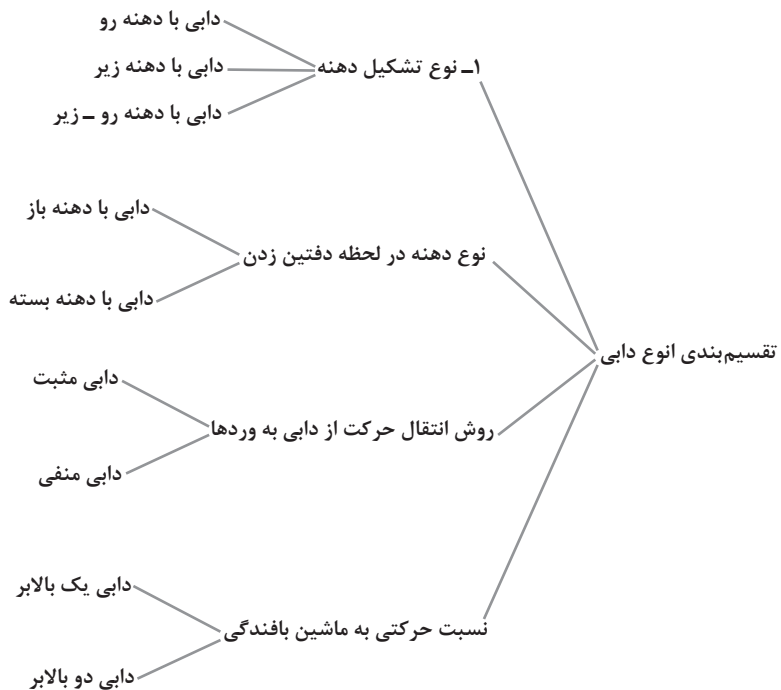 تقسیم‌بندی انواع دابی
۱ـ نوع تشکیل دهنه
دابی با دهنه رو
دابی با دهنه زیر
دابی با دهنه رو ـ زیر
نوع دهنه در لحظه دفتین زدن
دابی با دهنه باز
دابی با دهنه بسته
روش انتقال حرکت از دابی به وردها
دابی مثبت
دابی منفی
نسبت حرکتی به ماشین بافندگی
دابی یک بالابر
دابی دو بالابر